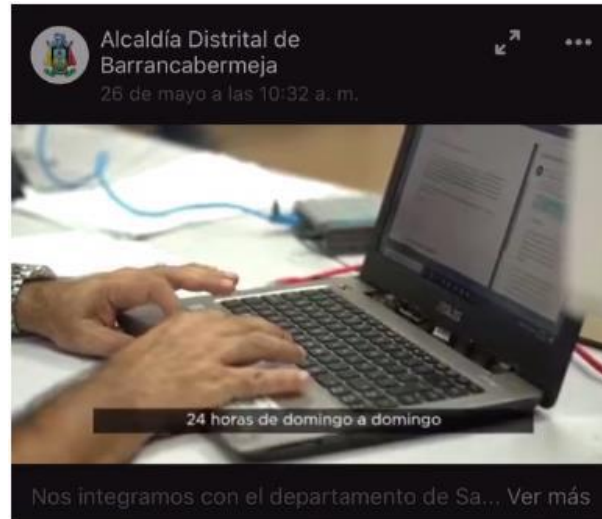 Alcaldía Distrital de
Barrancabermeja
26 de mayo a las 10:32 a. m.
ASUS
24 horas de domingo a domingo
Nos integramos con el departamento de Sa... Ver más